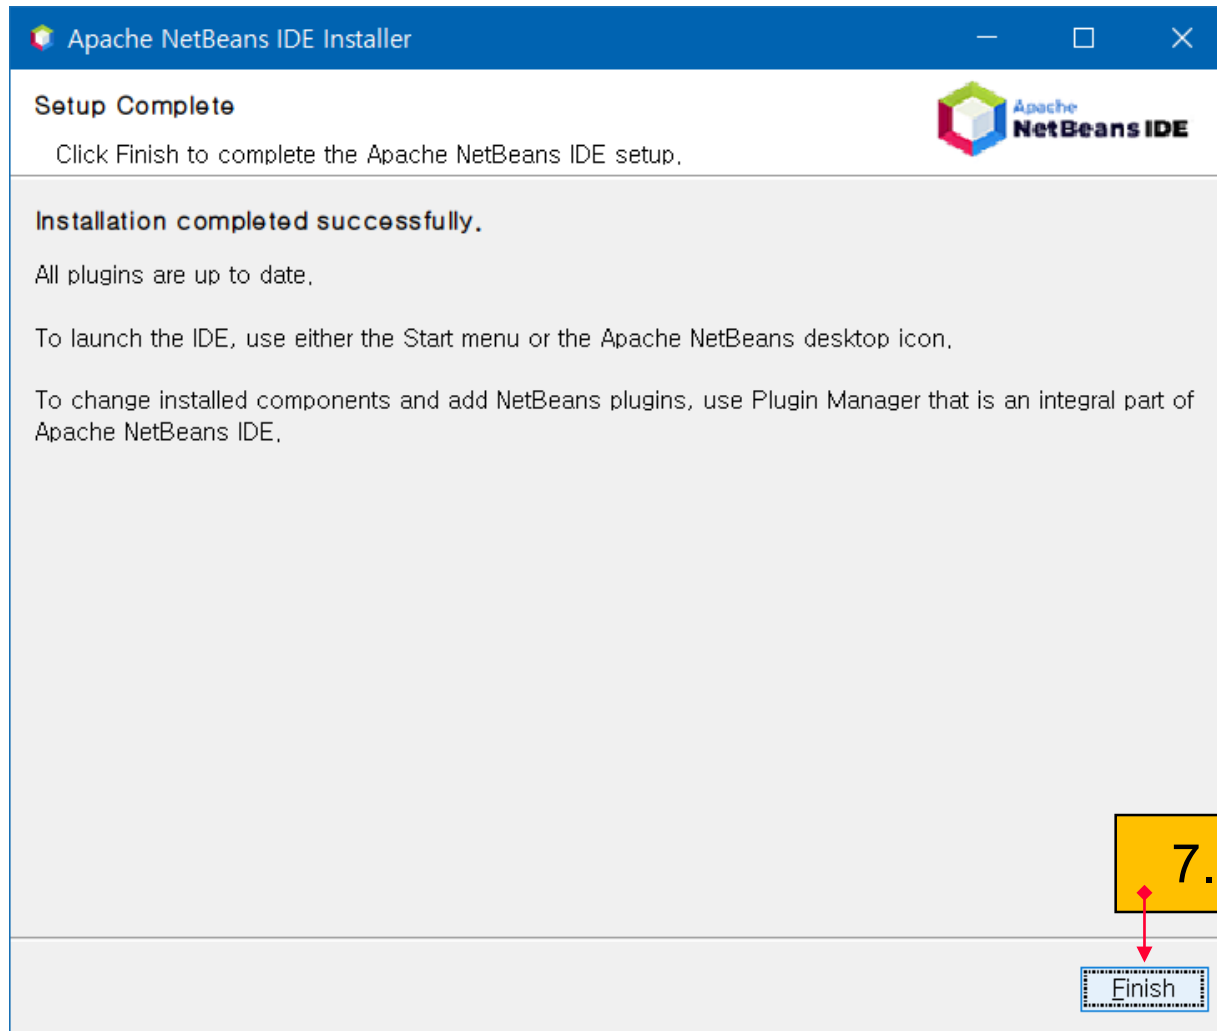 Apache NetBeans IDE Installer
Setup Complete
Apache
NetBeans IDE
Click Finish to complete the Apache NetBeans IDE setup.
Installation completed successfully.
All plugins are up to date.
To launch the IDE, use either the Start menu or the Apache NetBeans desktop icon.
To change installed components and add NetBeans plugins, use Plugin Manager that is an integral part of
Apache NetBeans IDE.
7.
Finish